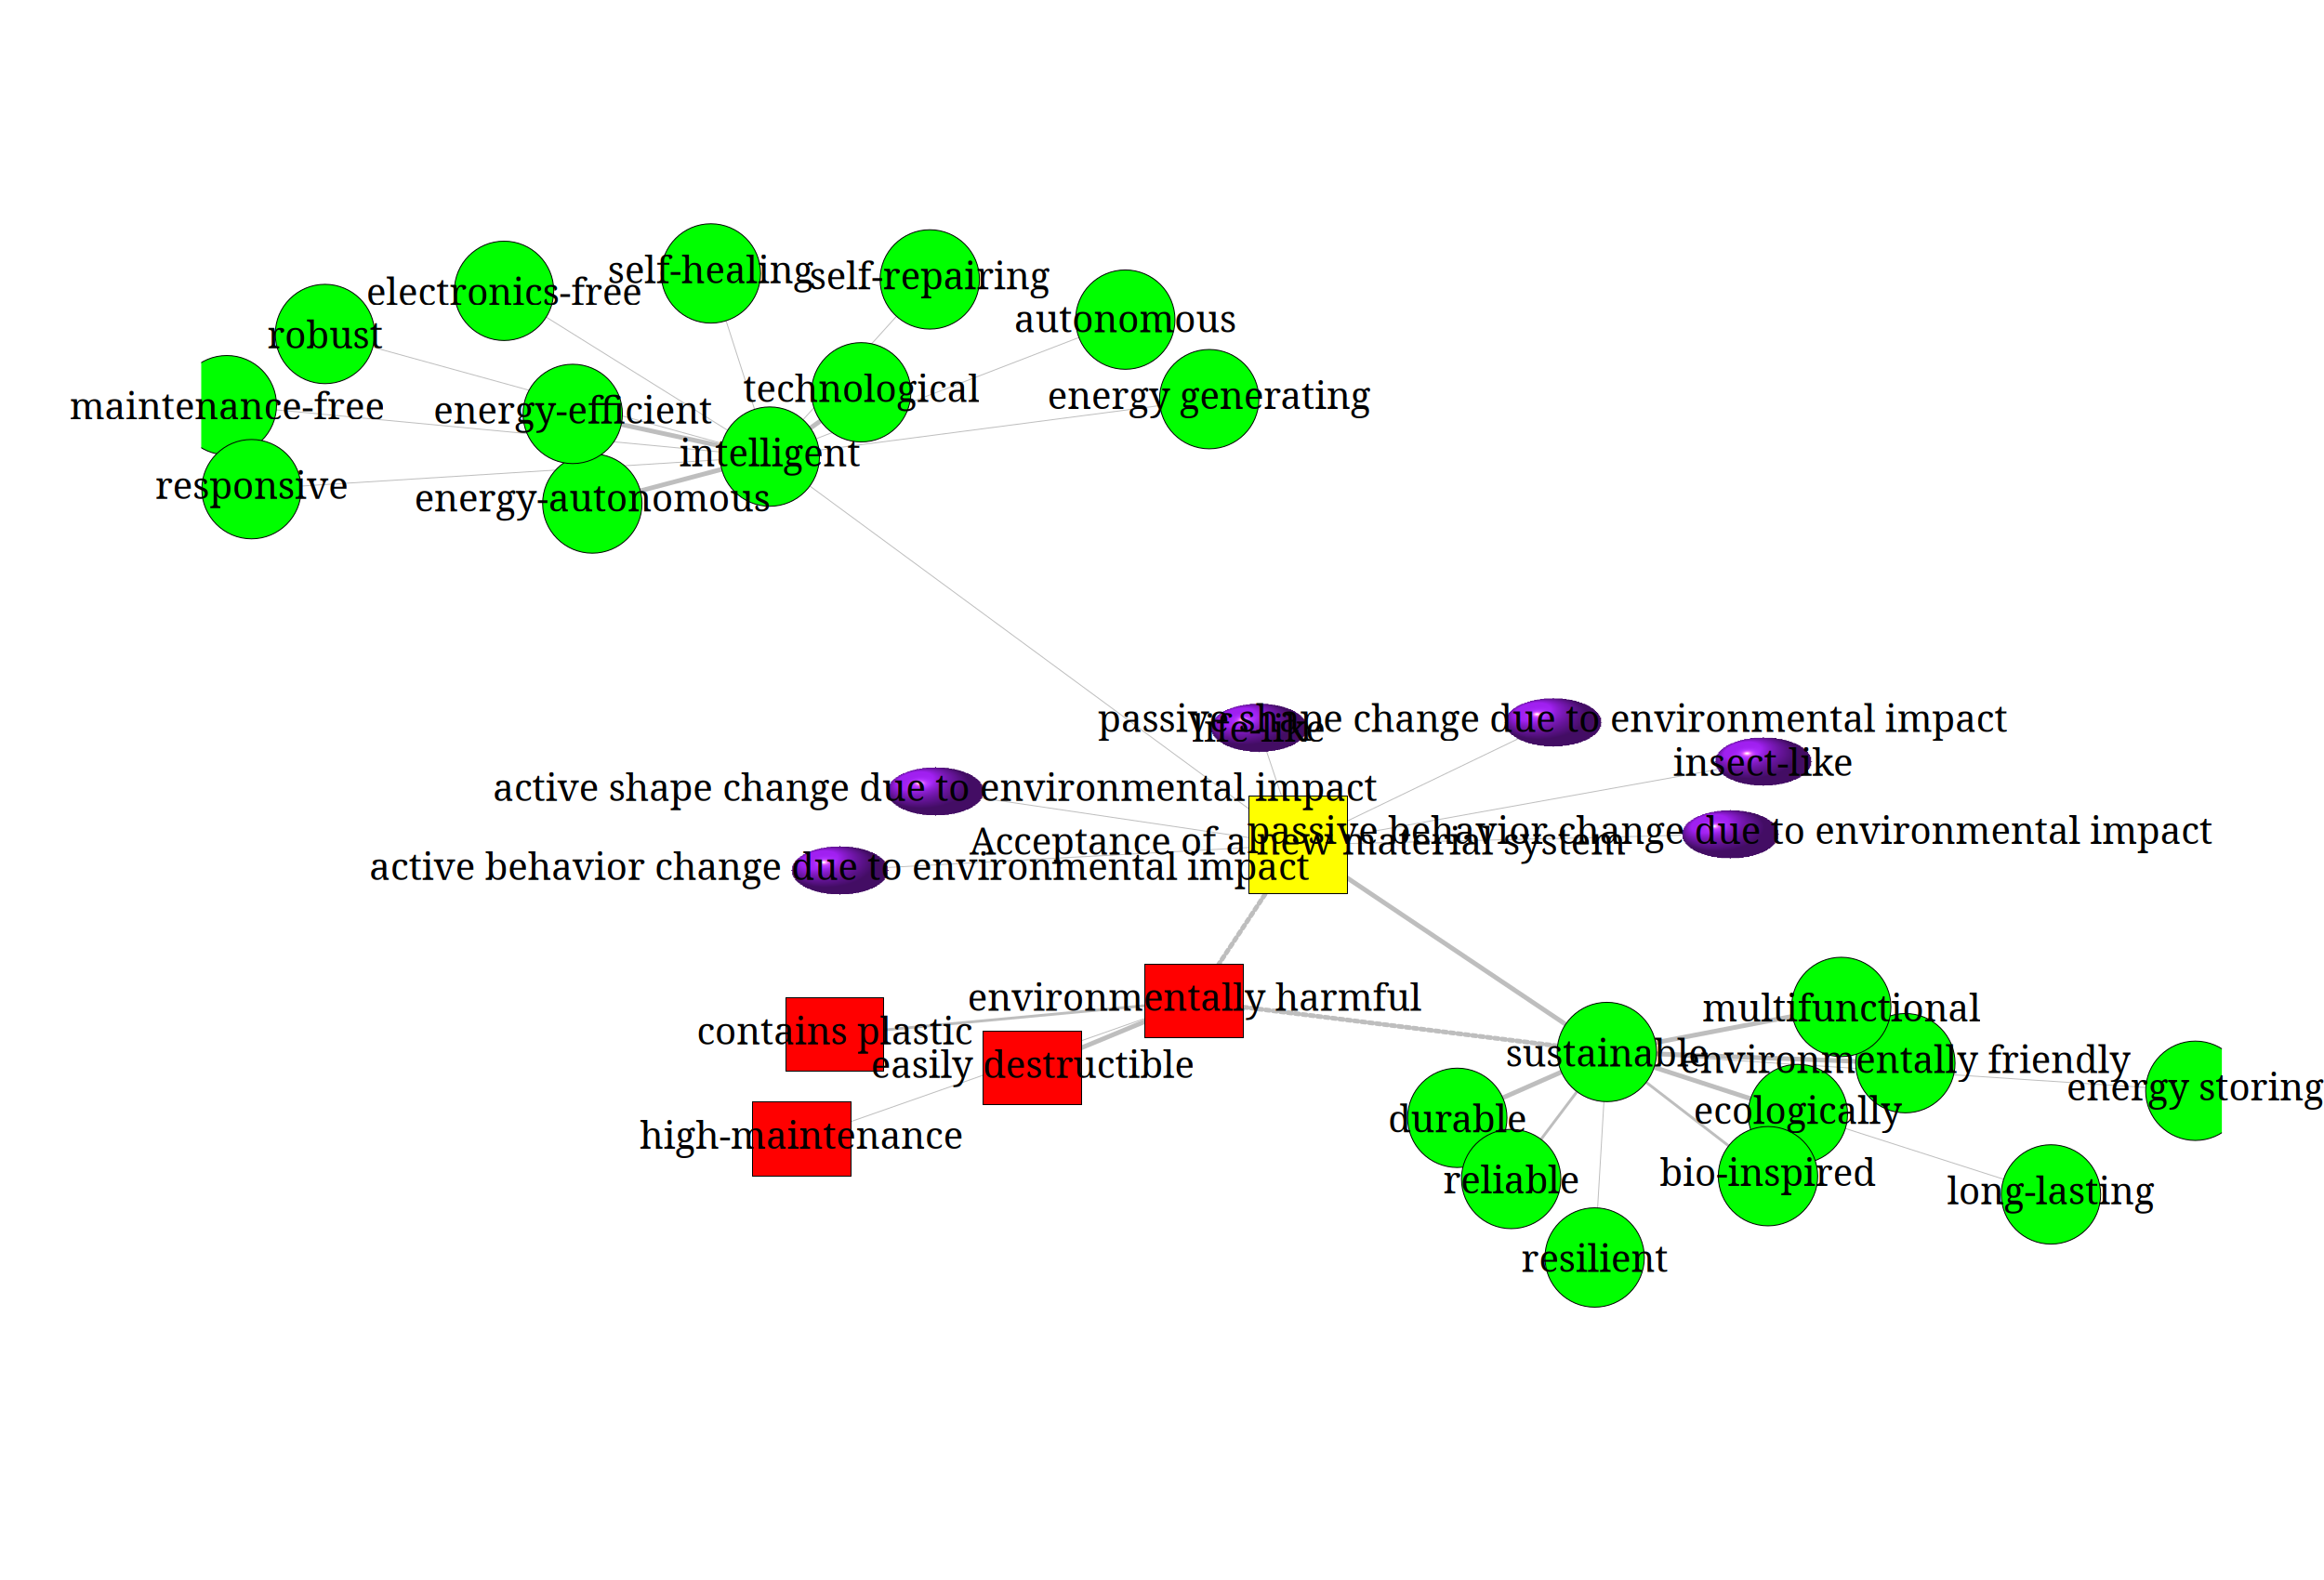 self-healing
self-repairing
electronics-free
autonomous
robust
technological
energy generating
maintenance-free
energy-efficient
intelligent
responsive
energy-autonomous
passive shape change due to environmental impact
life-like
insect-like
active shape change due to environmental impact
passive behavior change due to environmental impact
Acceptance of a new material system
active behavior change due to environmental impact
environmentally harmful
multifunctional
contains plastic
sustainable
environmentally friendly
easily destructible
energy storing
ecologically
durable
high-maintenance
bio-inspired
reliable
long-lasting
resilient